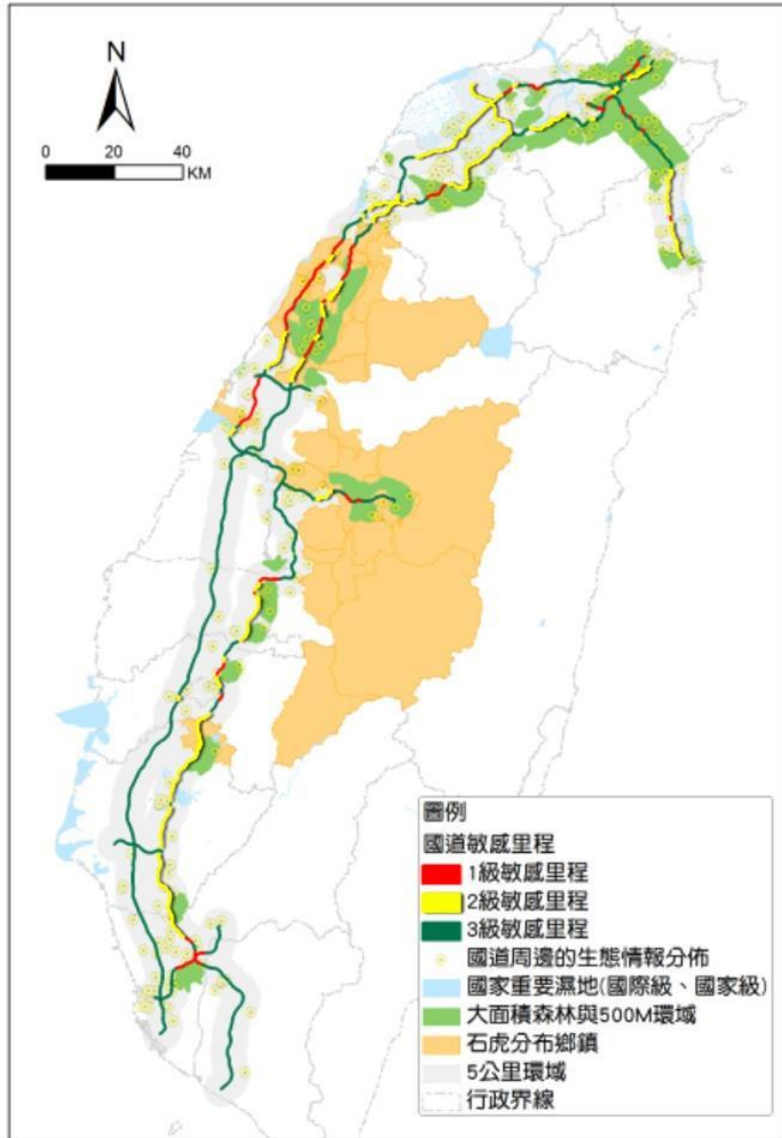 N
0 20 40
KM
圖例
國道敏感里程
1級敏感里程
2級敏感里程
3級敏感里程
國道周邊的生態情報分佈
國家重要濕地(國際級、國家級)
大面積森林與500M環域
石虎分布鄉鎮
5公里環域
行政界線